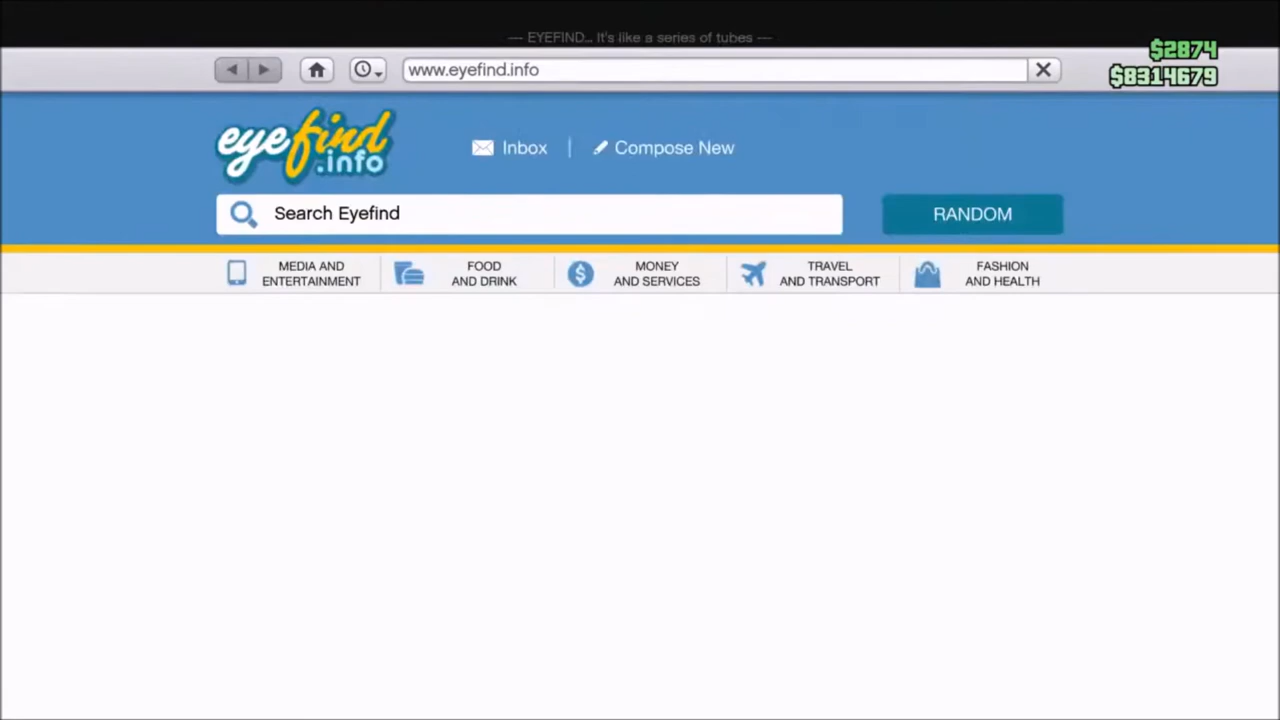 --- EYEFIND... It's like a series of tubes ---
www.eyefind.info
$2874
$8314679
eyefind.info
Inbox
Compose New
Search Eyefind
RANDOM
MEDIA AND
ENTERTAINMENT
FOOD
AND DRINK
MONEY
AND SERVICES
TRAVEL
AND TRANSPORT
FASHION
AND HEALTH